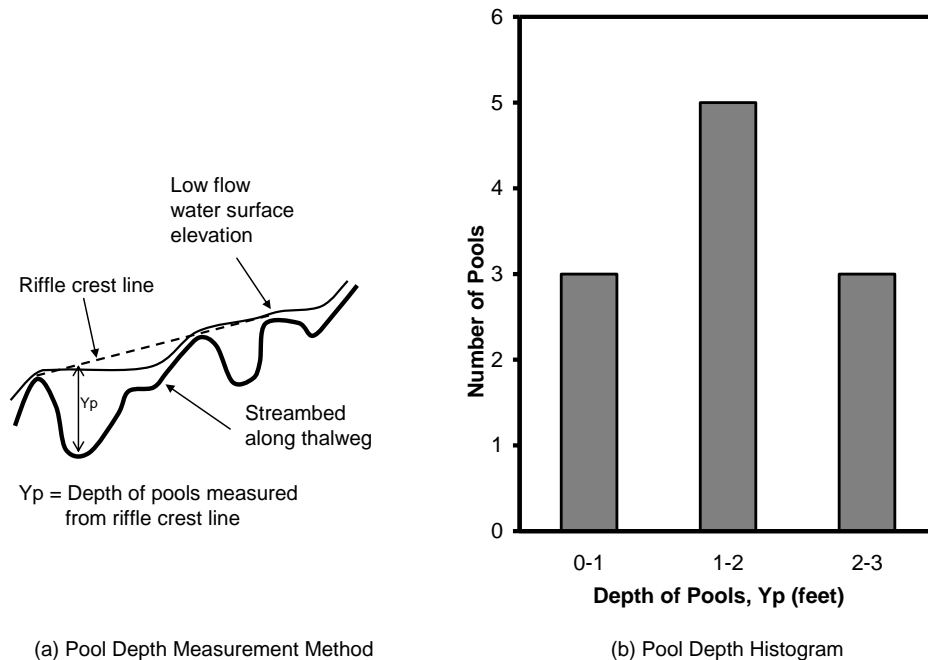 Low flow
water surface
elevation
Riffle crest line
Yp
Streambed
along thalweg
Yp = Depth of pools measured
from riffle crest line
(a) Pool Depth Measurement Method
6
5
4
3
2
1
0
Number of Pools
0-1 1-2 2-3
Depth of Pools, Yp (feet)
(b) Pool Depth Histogram